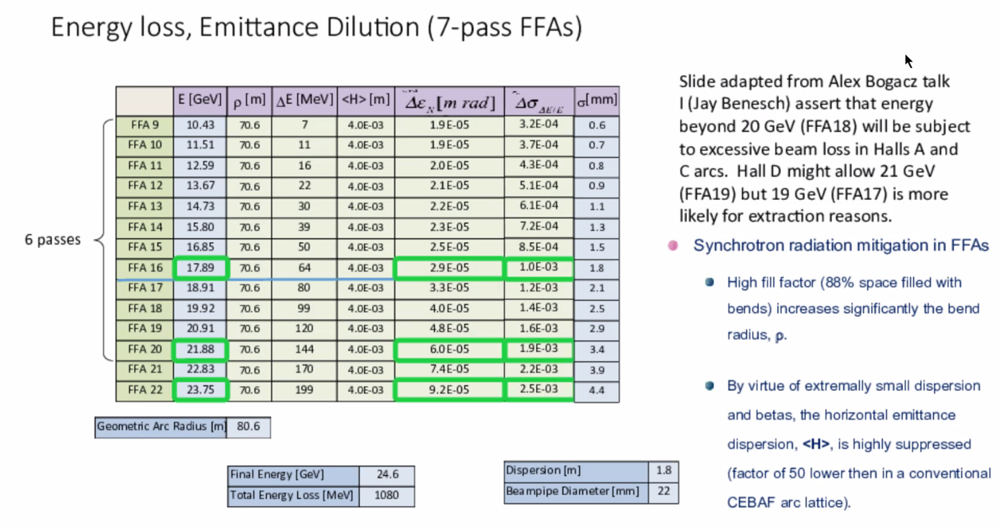 Energy loss, Emittance Dilution (7-pass FFAs)
E [GeV] ρ [m] ΔE [MeV] <H> [m] Δε_N [m rad] Δσ_ΔE/E σ[mm]
FFA 9 10.43 70.6 7 4.0E-03 1.9E-05 3.2E-04 0.6
FFA 10 11.51 70.6 11 4.0E-03 1.9E-05 3.7E-04 0.7
FFA 11 12.59 70.6 16 4.0E-03 2.0E-05 4.3E-04 0.8
FFA 12 13.67 70.6 22 4.0E-03 2.1E-05 5.1E-04 0.9
FFA 13 14.73 70.6 30 4.0E-03 2.2E-05 6.1E-04 1.1
FFA 14 15.80 70.6 39 4.0E-03 2.3E-05 7.2E-04 1.3
FFA 15 16.85 70.6 50 4.0E-03 2.5E-05 8.5E-04 1.5
FFA 16 17.89 70.6 64 4.0E-03 2.9E-05 1.0E-03 1.8
FFA 17 18.91 70.6 80 4.0E-03 3.3E-05 1.2E-03 2.1
FFA 18 19.92 70.6 99 4.0E-03 4.0E-05 1.4E-03 2.5
FFA 19 20.91 70.6 120 4.0E-03 4.8E-05 1.6E-03 2.9
FFA 20 21.88 70.6 144 4.0E-03 6.0E-05 1.9E-03 3.4
FFA 21 22.83 70.6 170 4.0E-03 7.4E-05 2.2E-03 3.9
FFA 22 23.75 70.6 199 4.0E-03 9.2E-05 2.5E-03 4.4
6 passes
Geometric Arc Radius [m] 80.6
Final Energy [GeV] 24.6
Total Energy Loss [MeV] 1080
Dispersion [m] 1.8
Beampipe Diameter [mm] 22
Slide adapted from Alex Bogacz talk
I (Jay Benesch) assert that energy
beyond 20 GeV (FFA18) will be subject
to excessive beam loss in Halls A and
C arcs. Hall D might allow 21 GeV
(FFA19) but 19 GeV (FFA17) is more
likely for extraction reasons.
Synchrotron radiation mitigation in FFAs
High fill factor (88% space filled with
bends) increases significantly the bend
radius, ρ.
By virtue of extremally small dispersion
and betas, the horizontal emittance
dispersion, <H>, is highly suppressed
(factor of 50 lower then in a conventional
CEBAF arc lattice).